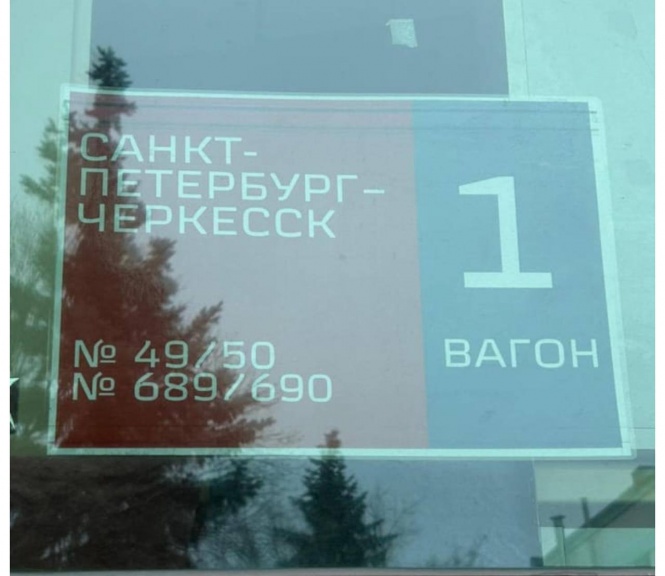 САНКТ-
ПЕТЕРБУРГ–
ЧЕРКЕССК
№ 49/50
№ 689/690
1
ВАГОН